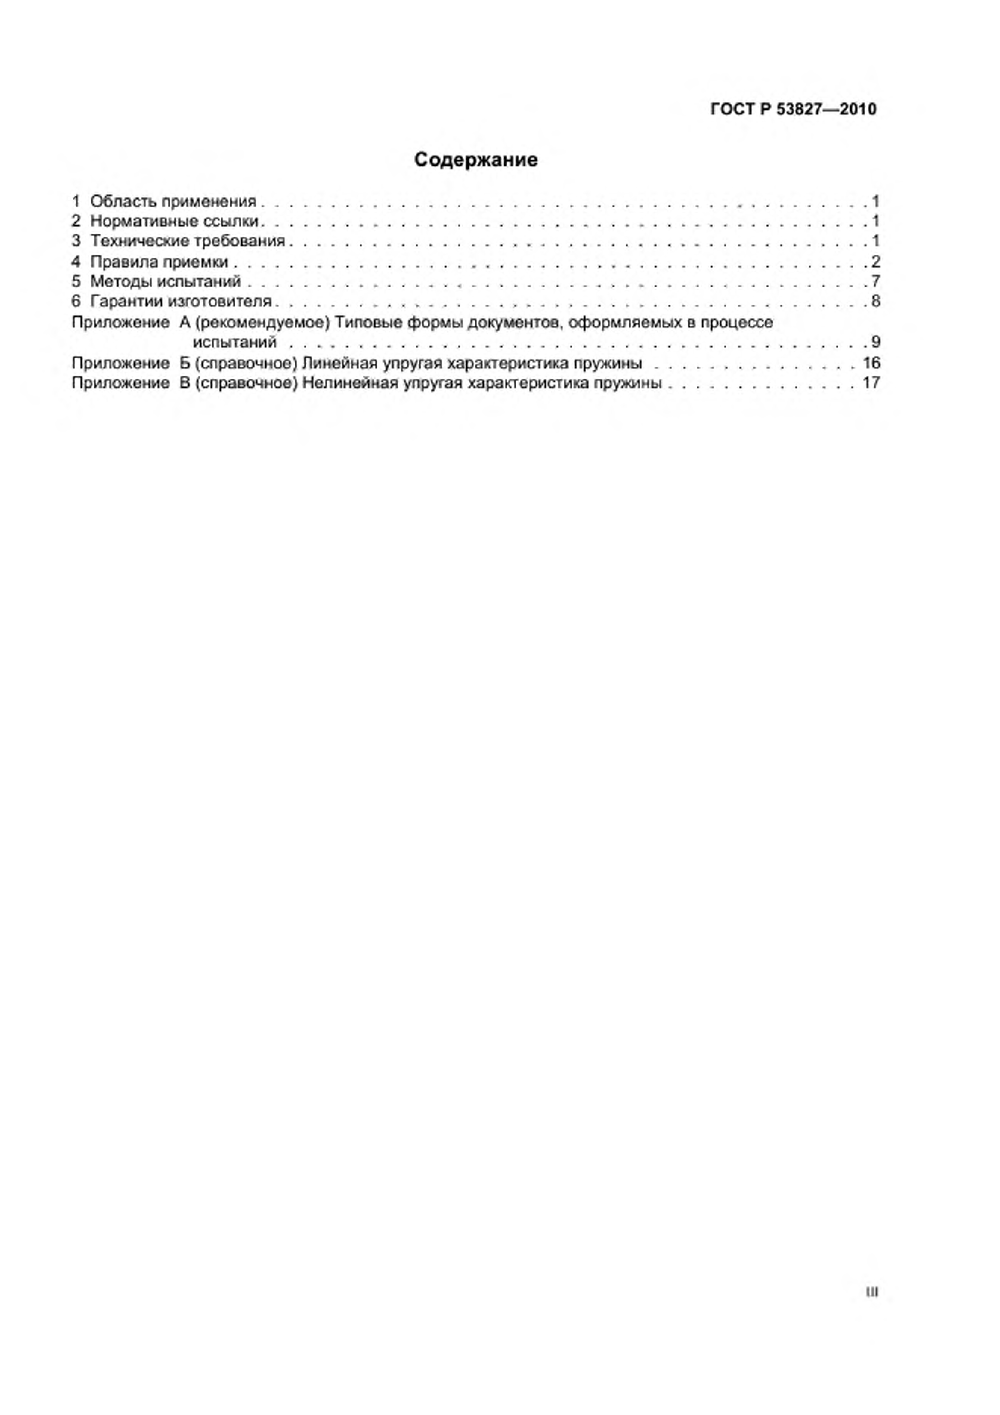 ГОСТ Р 53827—2010
Содержание
1 Область применения . . . . . . . . . . . . . . . . . . . . . . . . . . . . . . . . . . . . . . . . . . . . 1
2 Нормативные ссылки. . . . . . . . . . . . . . . . . . . . . . . . . . . . . . . . . . . . . . . . . . . . 1
3 Технические требования . . . . . . . . . . . . . . . . . . . . . . . . . . . . . . . . . . . . . . . . . . 1
4 Правила приемки . . . . . . . . . . . . . . . . . . . . . . . . . . . . . . . . . . . . . . . . . . . . . . 2
5 Методы испытаний . . . . . . . . . . . . . . . . . . . . . . . . . . . . . . . . . . . . . . . . . . . . . 7
6 Гарантии изготовителя . . . . . . . . . . . . . . . . . . . . . . . . . . . . . . . . . . . . . . . . . . . 8
Приложение А (рекомендуемое) Типовые формы документов, оформляемых в процессе
испытаний . . . . . . . . . . . . . . . . . . . . . . . . . . . . . . . . . . . . . . . . . . 9
Приложение Б (справочное) Линейная упругая характеристика пружины . . . . . . . . . . . . . . . 16
Приложение В (справочное) Нелинейная упругая характеристика пружины . . . . . . . . . . . . . . 17
III